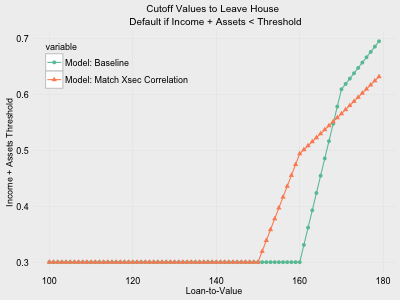 Cutoff Values to Leave House
Default if Income + Assets < Threshold
variable
Model: Baseline
Model: Match Xsec Correlation
Income + Assets Threshold
0.7
0.6
0.5
0.4
0.3
100 120 140 160 180
Loan-to-Value